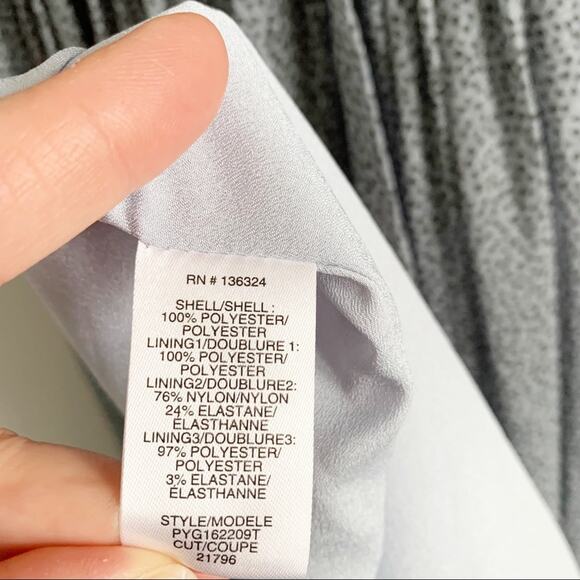 RN # 136324
SHELL/SHELL :
100% POLYESTER/
POLYESTER
LINING1/DOUBLURE 1:
100% POLYESTER/
POLYESTER
LINING2/DOUBLURE2:
76% NYLON/NYLON
24% ELASTANE/
ÉLASTHANNE
LINING3/DOUBLURE3:
97% POLYESTER/
POLYESTER
3% ELASTANE/
ÉLASTHANNE
STYLE/MODELE
PYG162209T
CUT/COUPE
21796